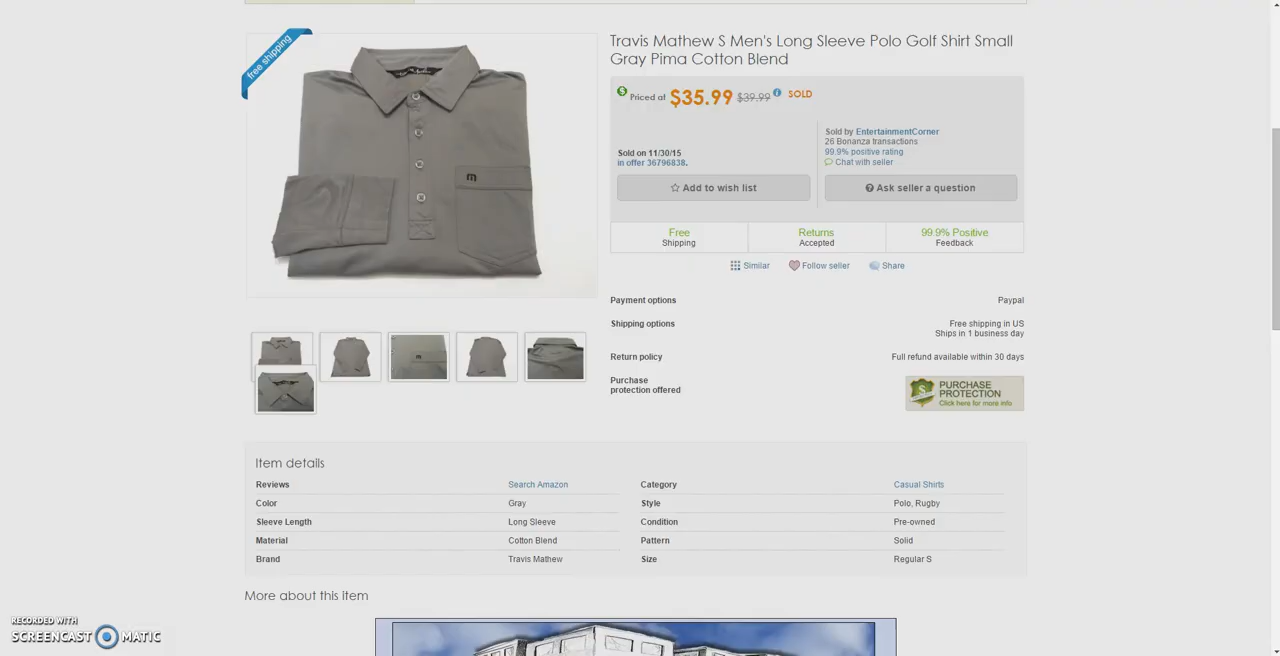 free shipping
Travis Mathew S Men's Long Sleeve Polo Golf Shirt Small
Gray Pima Cotton Blend
Priced at $35.99 $39.99 SOLD
Sold on 11/30/15
in offer 36796838.
Sold by EntertainmentCorner
26 Bonanza transactions
99.9% positive rating
Chat with seller
Add to wish list
Ask seller a question
Free
Shipping
Returns
Accepted
99.9% Positive
Feedback
Similar
Follow seller
Share
Payment options
Paypal
Shipping options
Free shipping in US
Ships in 1 business day
Return policy
Full refund available within 30 days
Purchase
protection offered
PURCHASE
PROTECTION
Click here for more info
Item details
Reviews
Search Amazon
Category
Casual Shirts
Color
Gray
Style
Polo, Rugby
Sleeve Length
Long Sleeve
Condition
Pre-owned
Material
Cotton Blend
Pattern
Solid
Brand
Travis Mathew
Size
Regular S
More about this item
RECORDED WITH
SCREENCAST MATIC